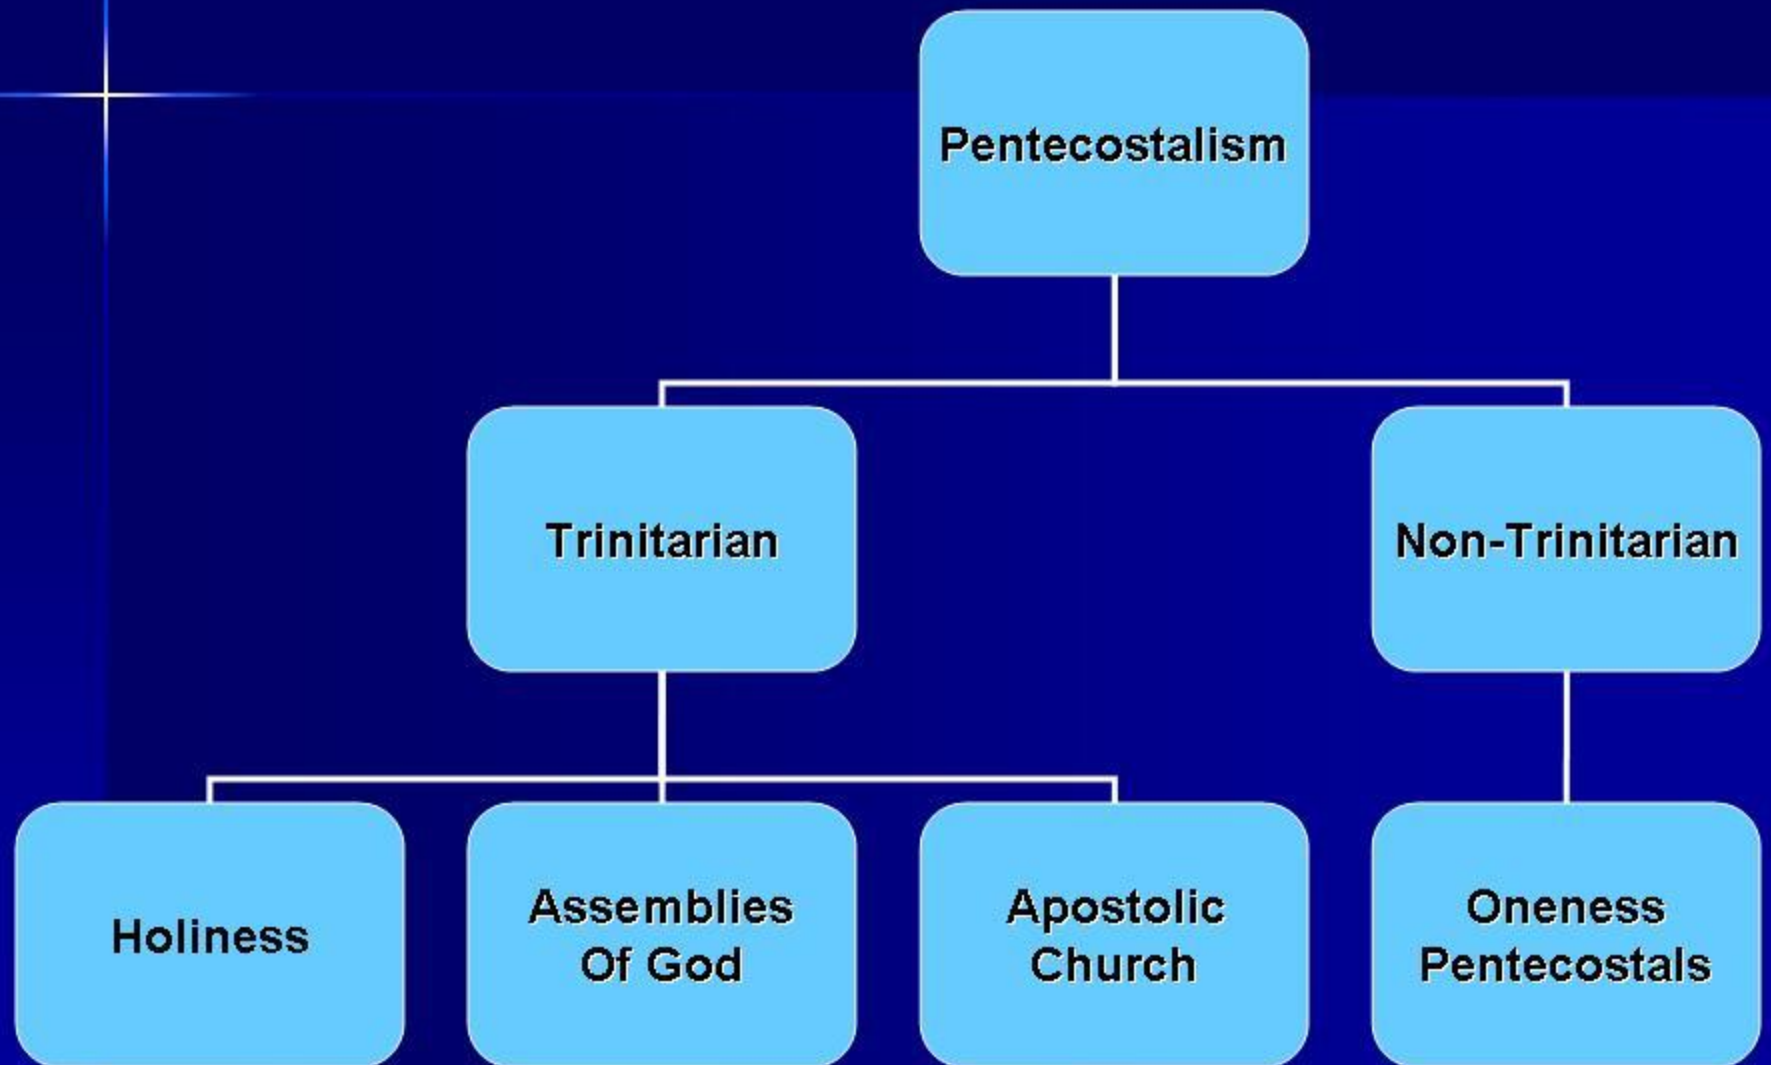 Pentecostalism
Trinitarian
Non-Trinitarian
Holiness
Assemblies
Of God
Apostolic
Church
Oneness
Pentecostals